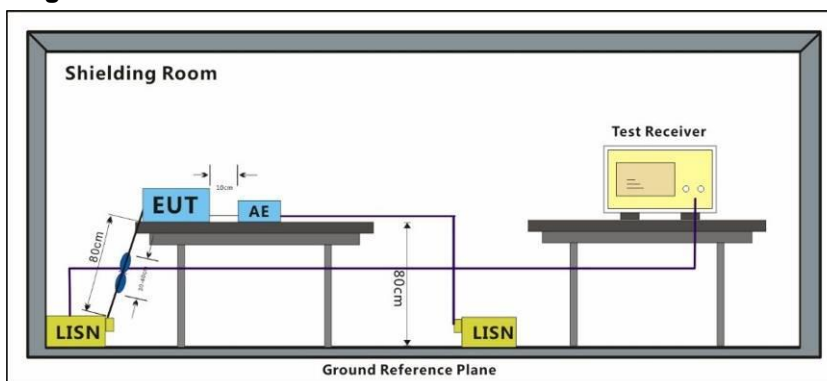 Shielding Room
Test Receiver
10cm
EUT
AE
80cm
80cm
LISN
LISN
Ground Reference Plane